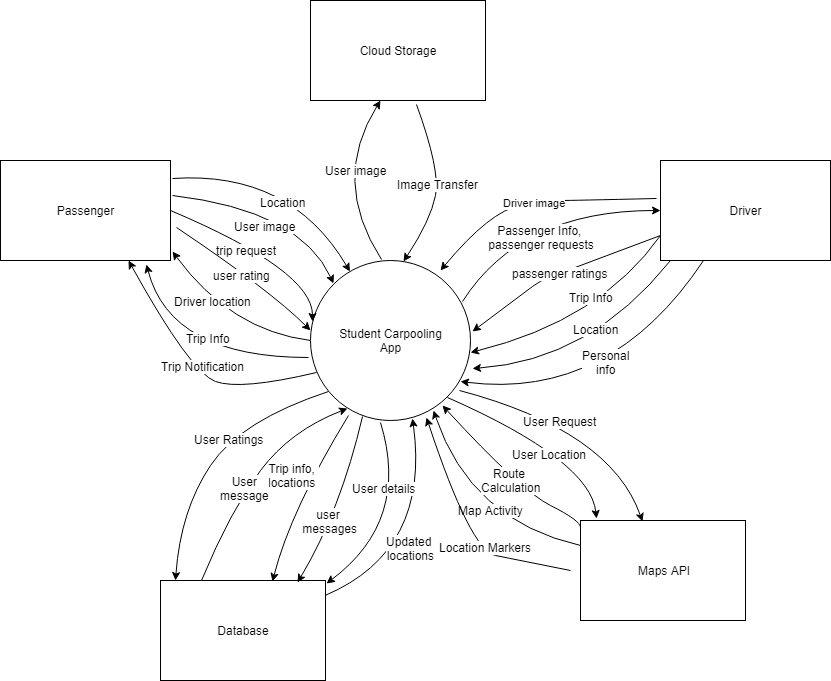 Cloud Storage
User image
Image Transfer
Passenger
Driver
Location
User image
trip request
user rating
Driver location
Trip Info
Trip Notification
Driver image
Passenger Info,
passenger requests
passenger ratings
Trip Info
Location
Personal
info
Student Carpooling
App
User Ratings
User
message
Trip info,
locations
user
messages
User details
Updated
locations
User Request
User Location
Route
Calculation
Map Activity
Location Markers
Maps API
Database